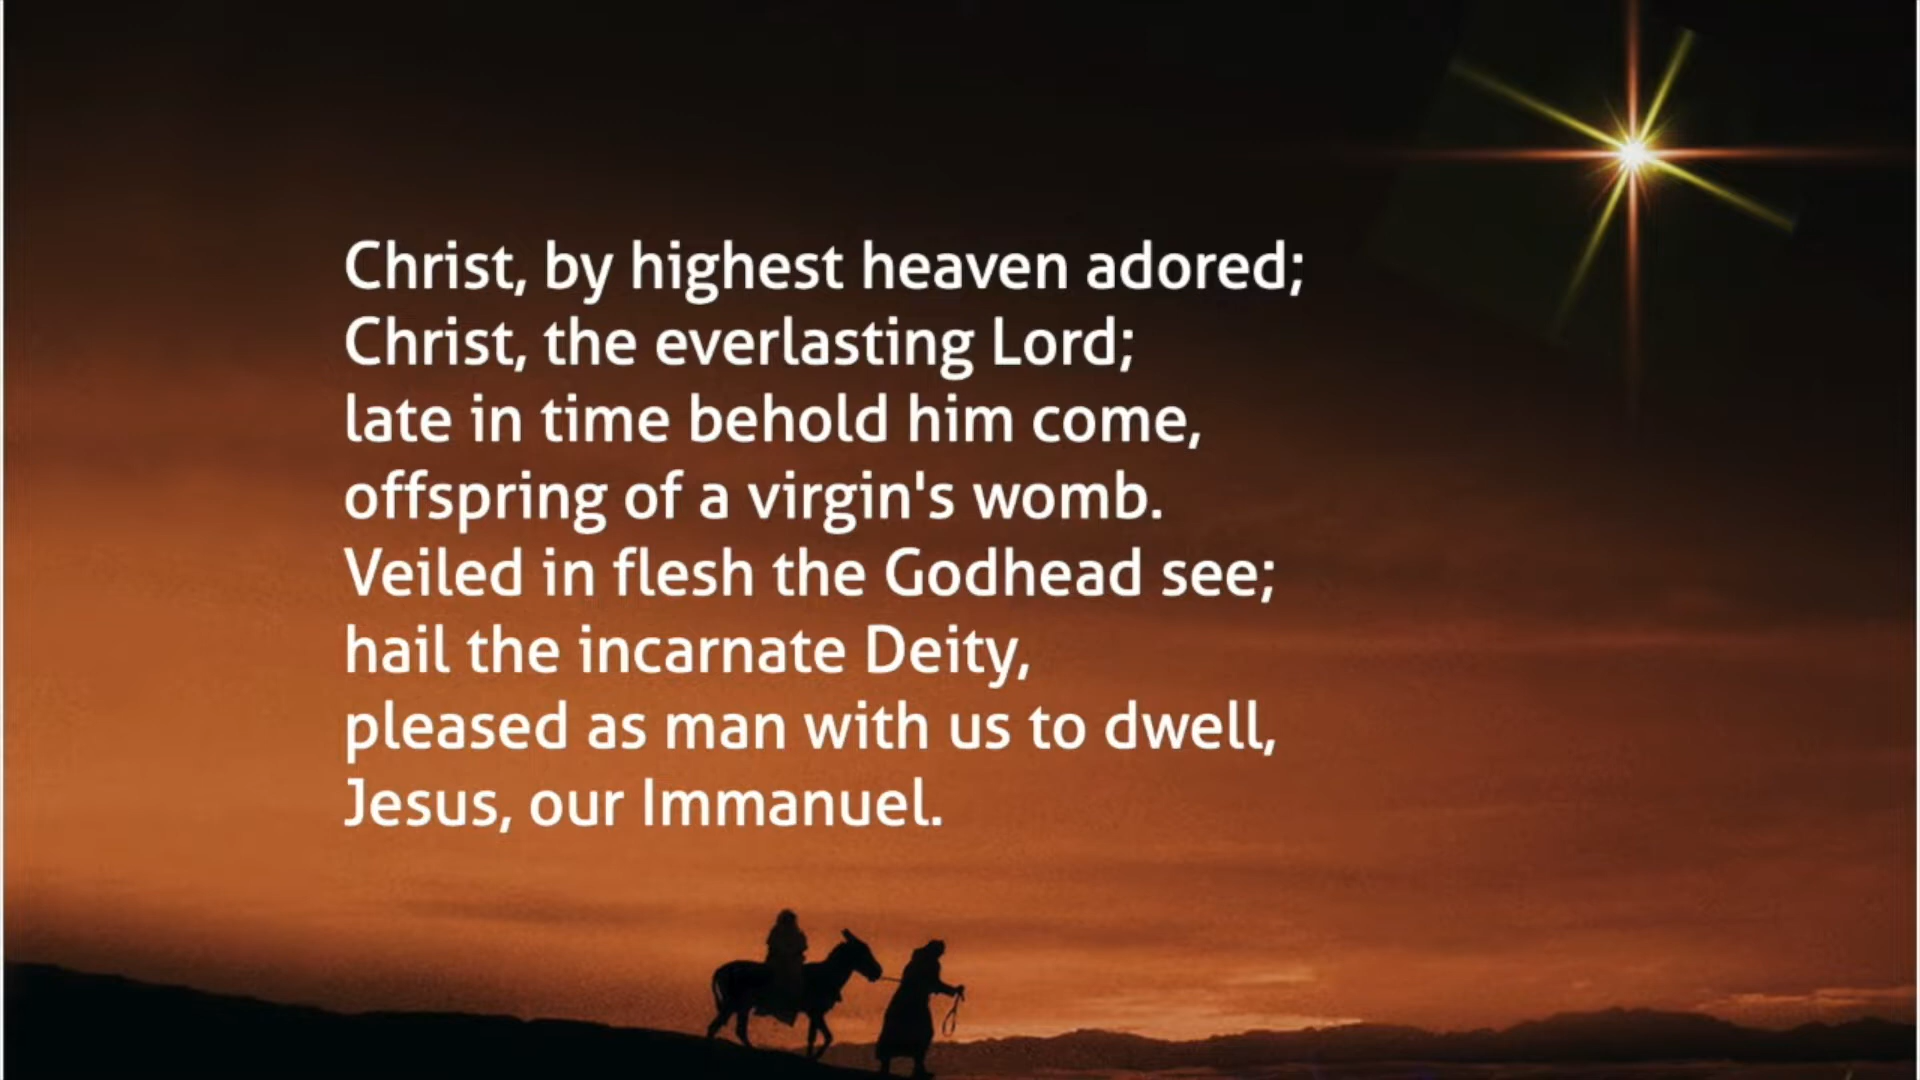 Christ, by highest heaven adored;
Christ, the everlasting Lord;
late in time behold him come,
offspring of a virgin's womb.
Veiled in flesh the Godhead see;
hail the incarnate Deity,
pleased as man with us to dwell,
Jesus, our Immanuel.